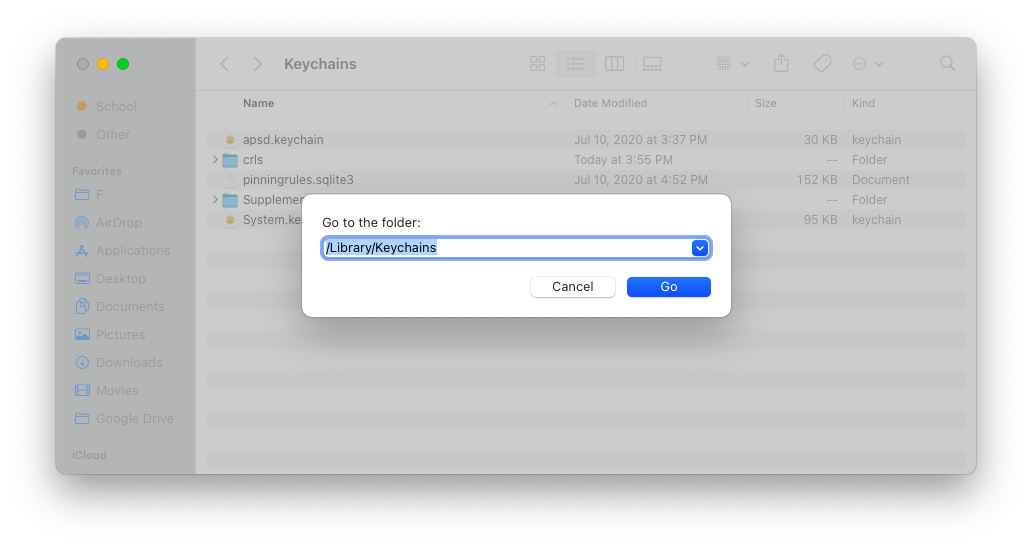 Keychains
School
Other
Favorites
F
AirDrop
Applications
Desktop
Documents
Pictures
Downloads
Movies
Google Drive
iCloud
Name Date Modified Size Kind
apsd.keychain Jul 10, 2020 at 3:37 PM 30 KB keychain
crls Today at 3:55 PM -- Folder
pinningrules.sqlite3 Jul 10, 2020 at 4:52 PM 152 KB Document
Supplemen -- Folder
System.ke 95 KB keychain
Go to the folder:
/Library/Keychains
Cancel Go